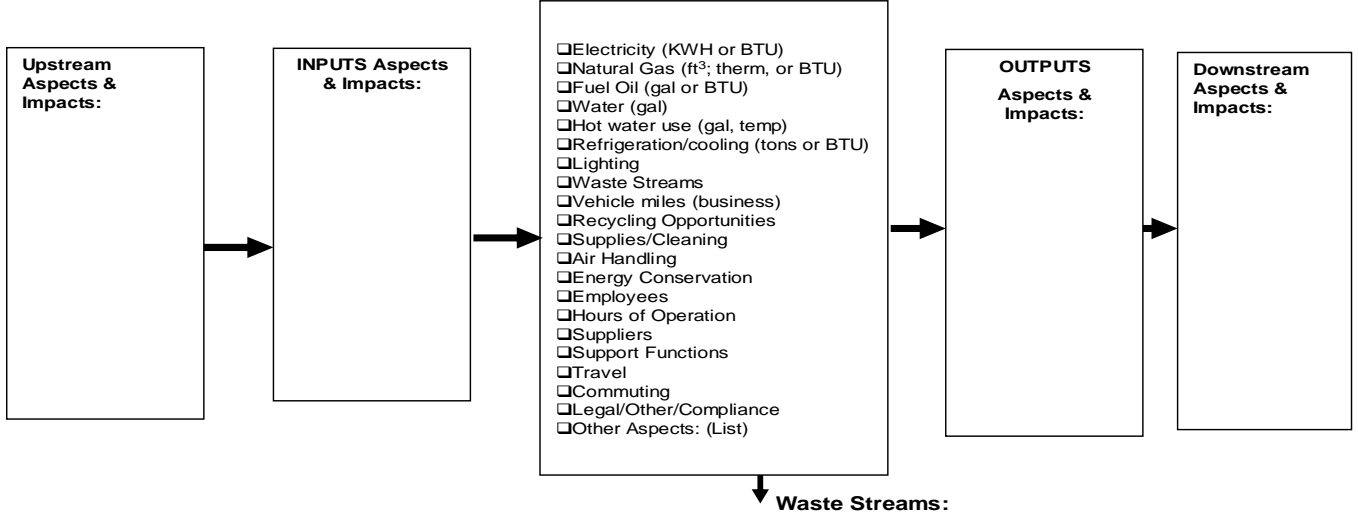 Upstream
Aspects &
Impacts:
INPUTS Aspects
& Impacts:
❑Electricity (KWH or BTU)
❑Natural Gas (ft³; therm, or BTU)
❑Fuel Oil (gal or BTU)
❑Water (gal)
❑Hot water use (gal, temp)
❑Refrigeration/cooling (tons or BTU)
❑Lighting
❑Waste Streams
❑Vehicle miles (business)
❑Recycling Opportunities
❑Supplies/Cleaning
❑Air Handling
❑Energy Conservation
❑Employees
❑Hours of Operation
❑Suppliers
❑Support Functions
❑Travel
❑Commuting
❑Legal/Other/Compliance
❑Other Aspects: (List)
OUTPUTS
Aspects &
Impacts:
Downstream
Aspects &
Impacts:
Waste Streams: